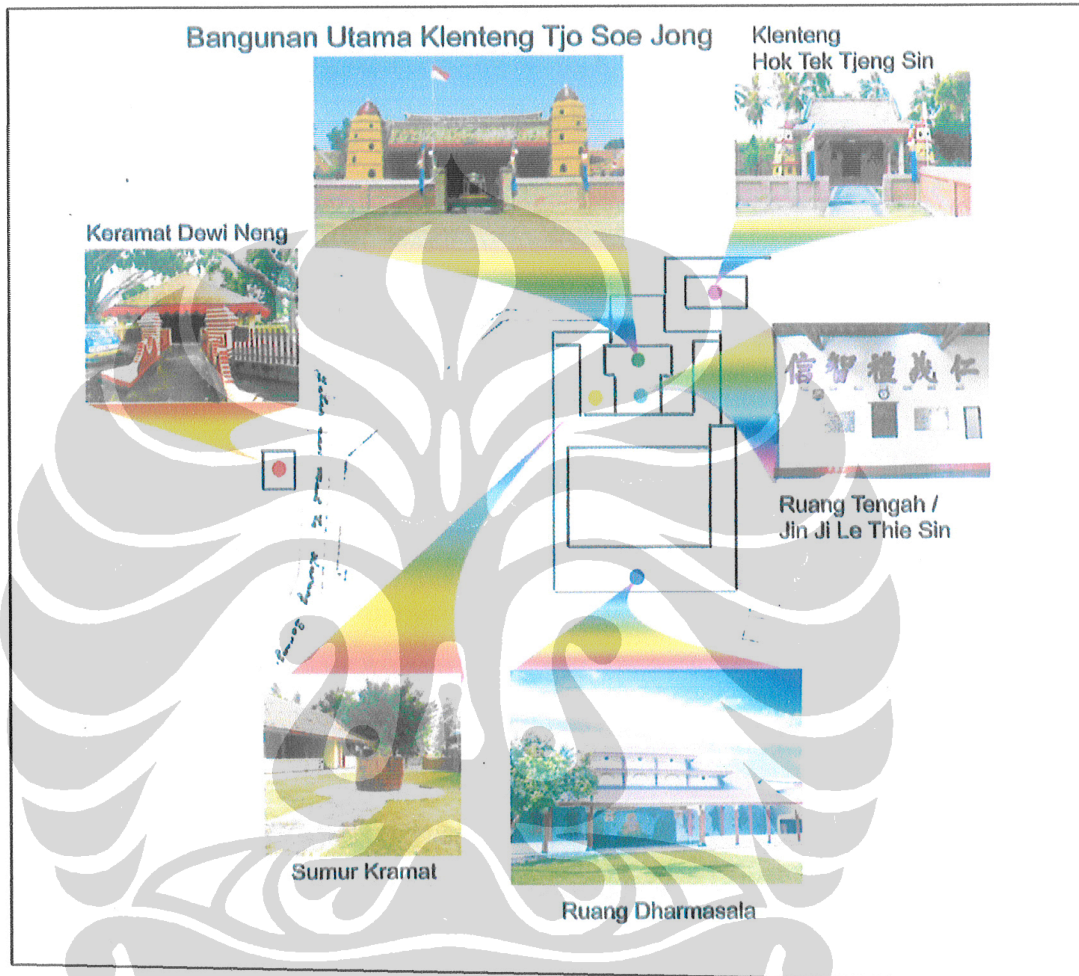 Bangunan Utama Klenteng Tjo Soe Jong
Klenteng
Hok Tek Tjeng Sin
Keramat Dewi Neng
信智禮義仁
Ruang Tengah /
Jin Ji Le Thie Sin
Sumur Kramat
Ruang Dharmasala